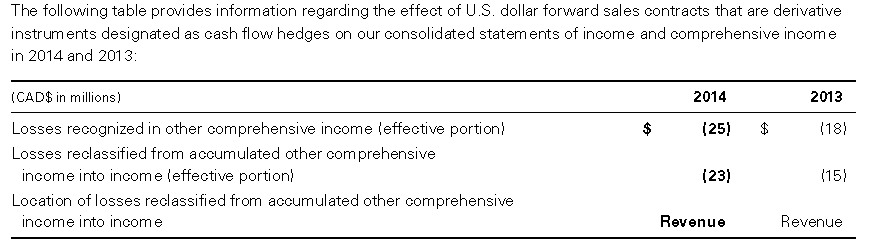 The following table provides information regarding the effect of U.S. dollar forward sales contracts that are derivative
instruments designated as cash flow hedges on our consolidated statements of income and comprehensive income
in 2014 and 2013:
(CAD$ in millions) 2014 2013
Losses recognized in other comprehensive income (effective portion) $ (25) $ (18)
Losses reclassified from accumulated other comprehensive
income into income (effective portion) (23) (15)
Location of losses reclassified from accumulated other comprehensive
income into income Revenue Revenue